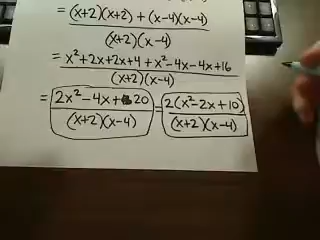 = (x+2)(x+2) + (x-4)(x-4)
(x+2)(x-4)
= x²+2x+2x+4 + x²-4x-4x+16
(x+2)(x-4)
= 2x²-4x+20 = 2(x²-2x+10)
(x+2)(x-4) (x+2)(x-4)